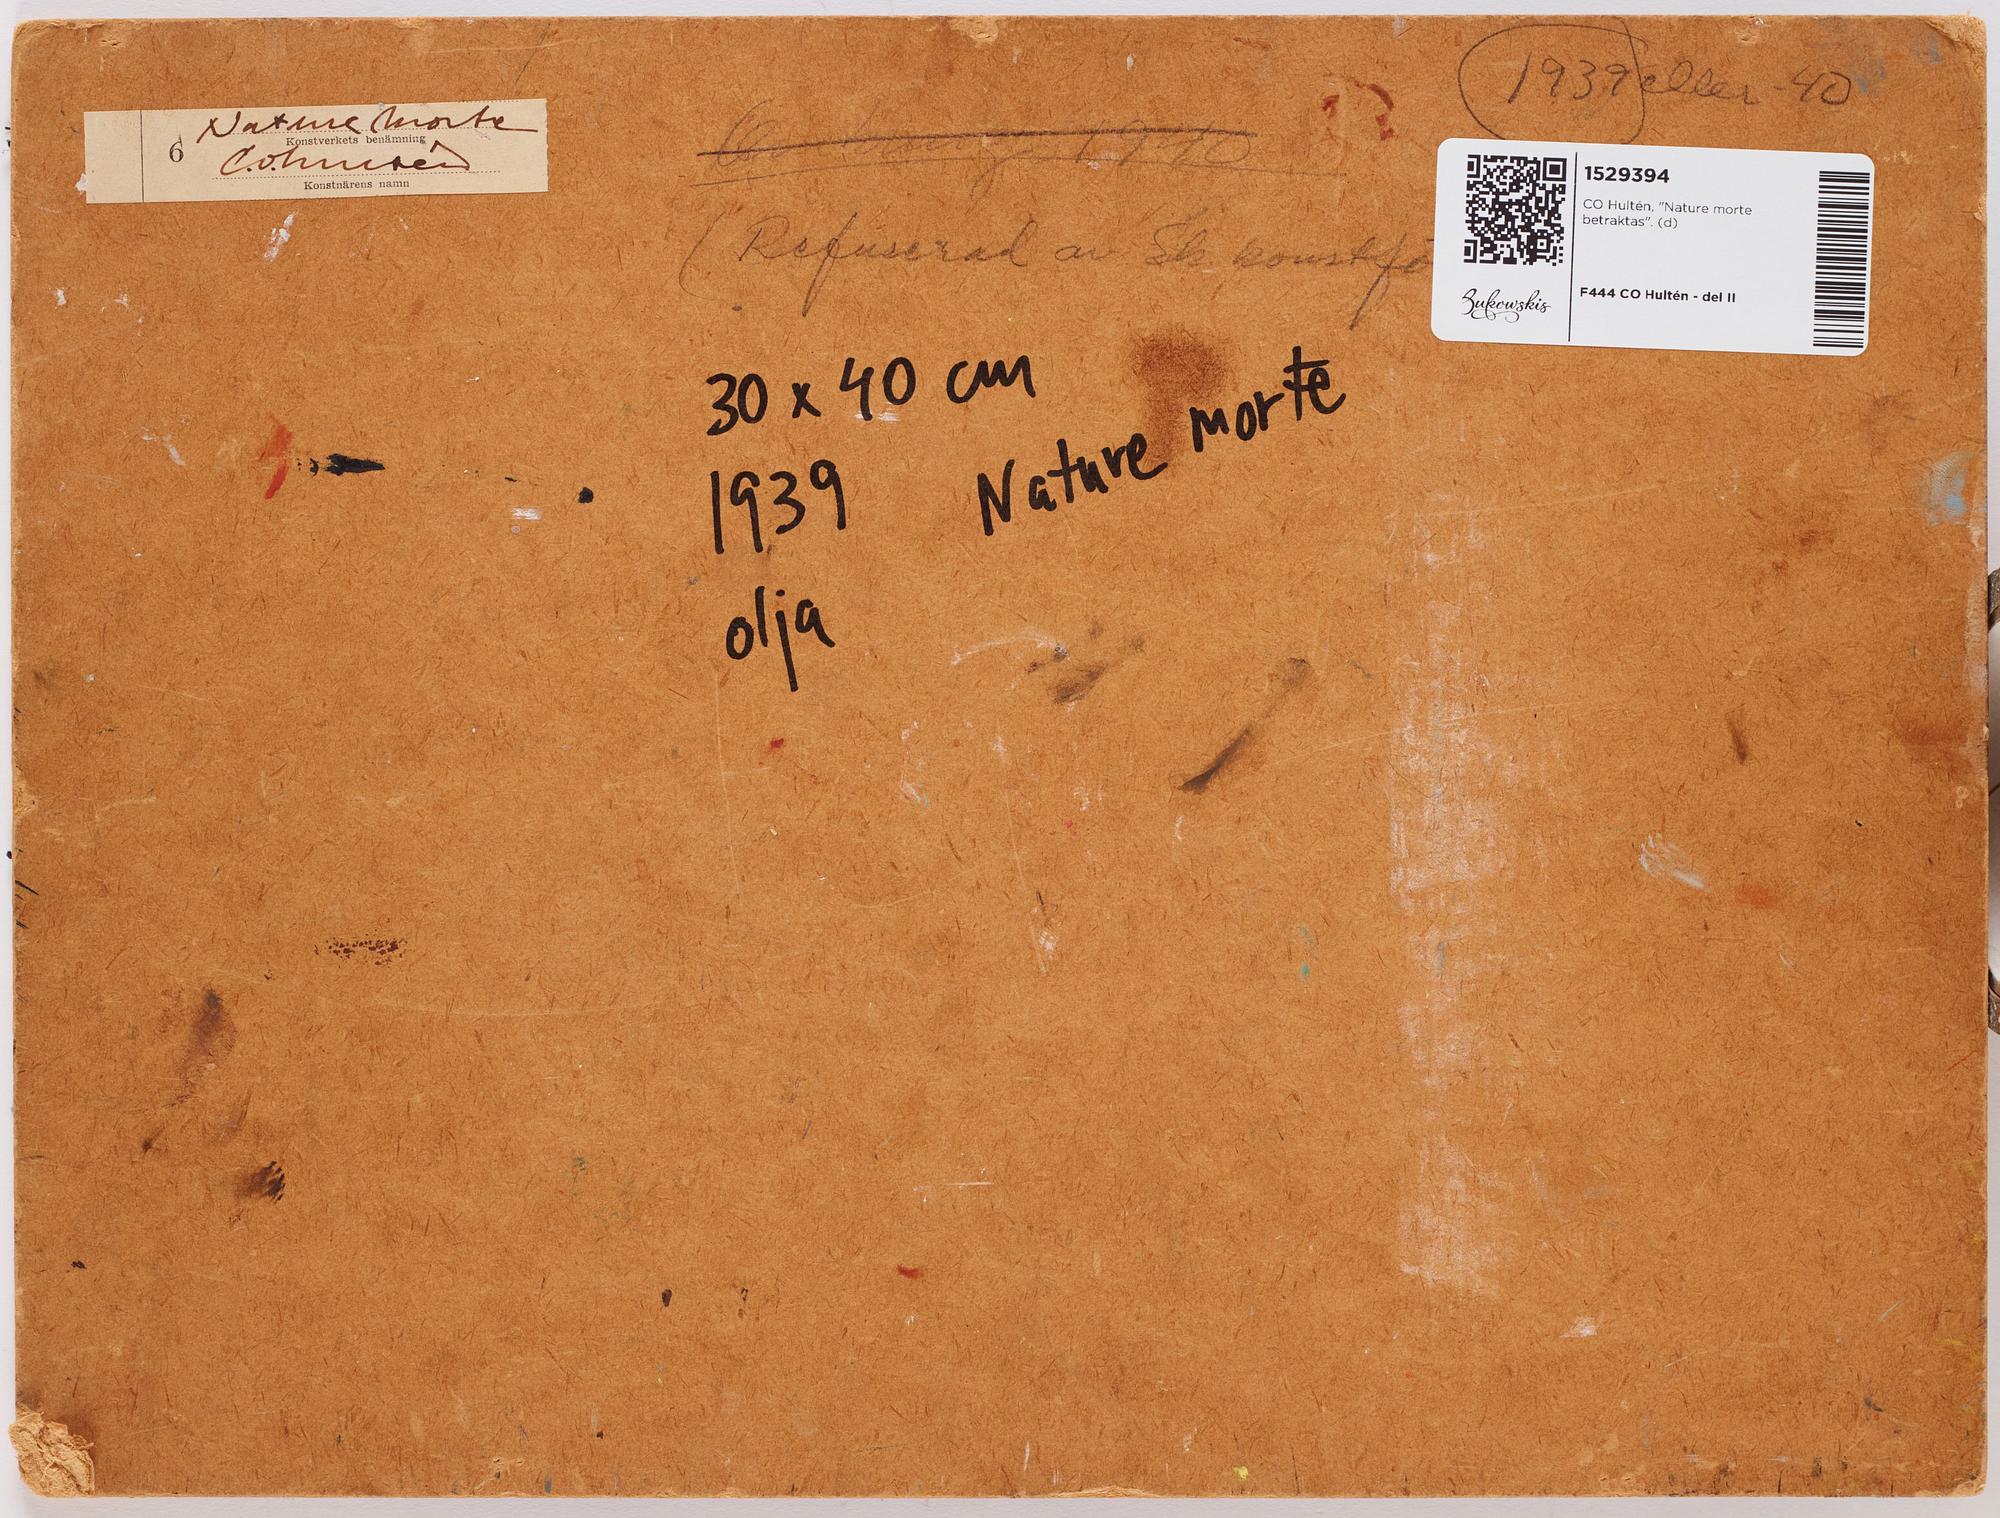 1939 eller -40
6
Nature Morte
Konstverkets benämning
C.O. Hultén
Konstnärens namn
1940
(Refuserad av Sk konstfö
1529394
CO Hultén, "Nature morte
betraktas". (d)
Bukowskis
F444 CO Hultén - del II
30 x 40 cm
Nature morte
1939
olja